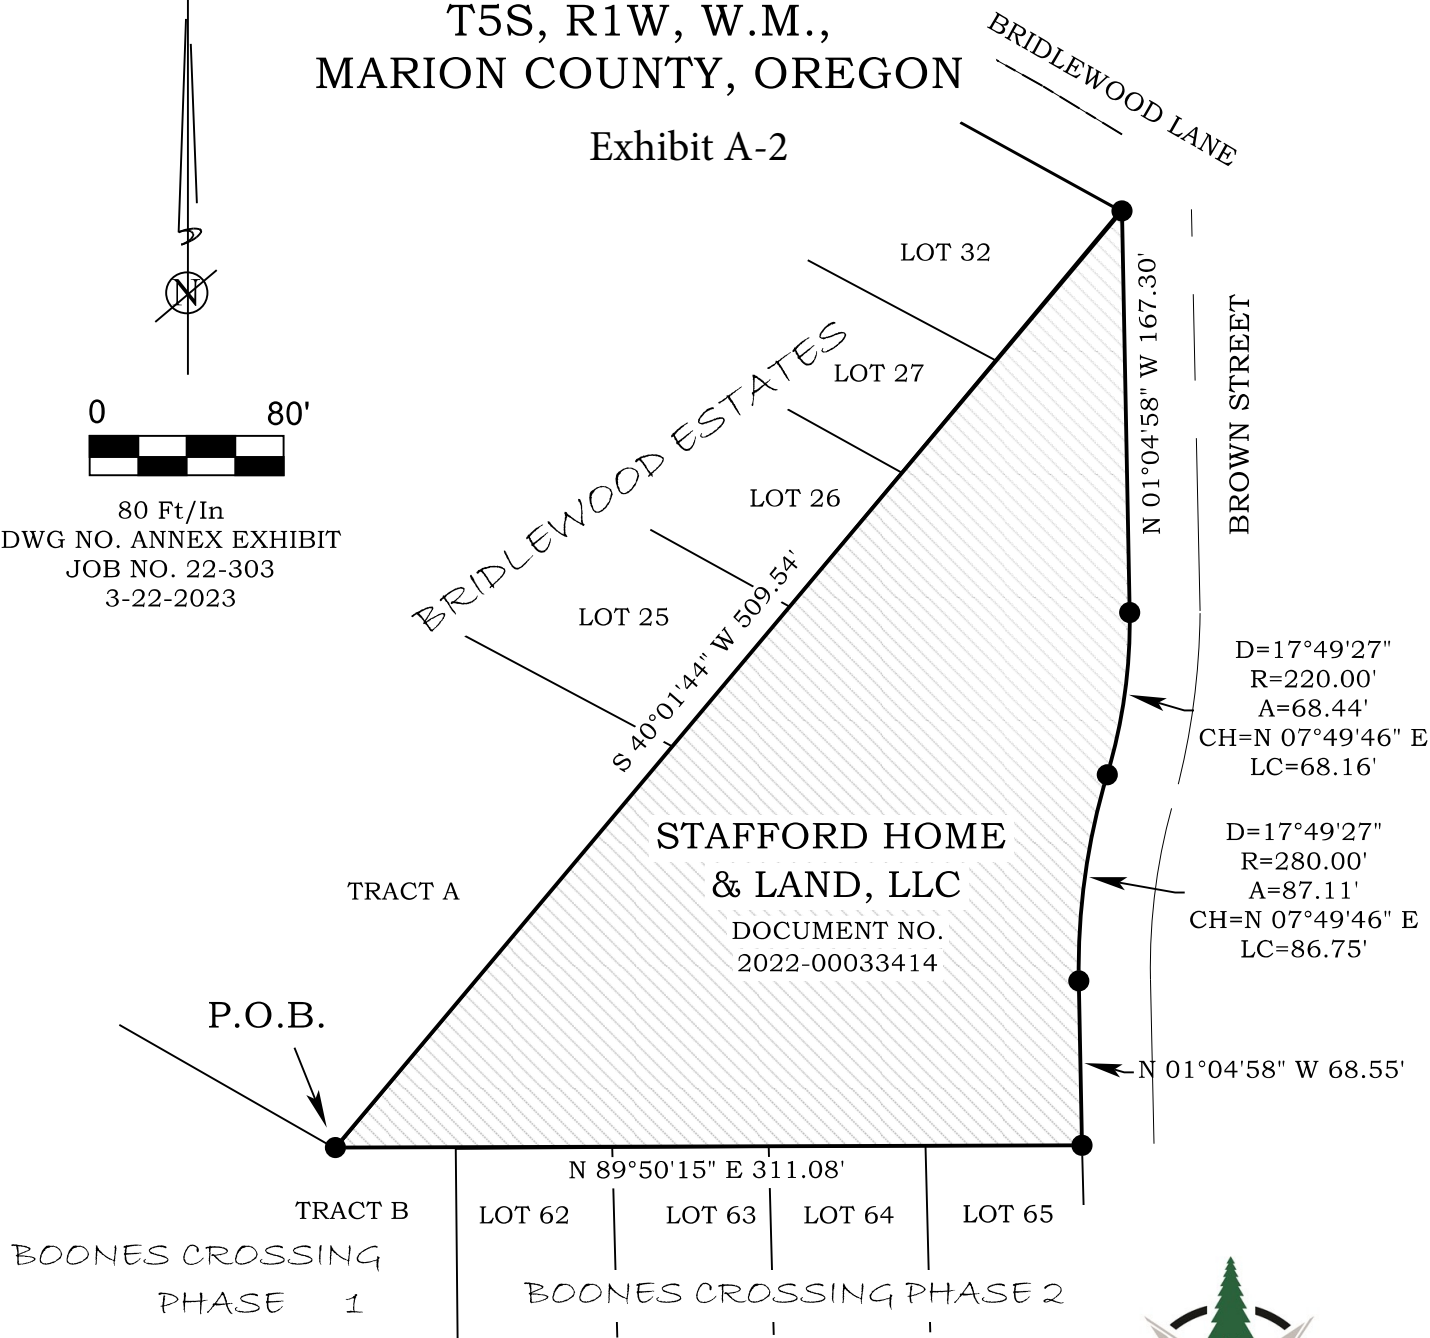 T5S, R1W, W.M.,
MARION COUNTY, OREGON
Exhibit A-2
BRIDLEWOOD LANE
N
0 80'
80 Ft/In
DWG NO. ANNEX EXHIBIT
JOB NO. 22-303
3-22-2023
LOT 32
LOT 27
LOT 26
LOT 25
BRIDLEWOOD ESTATES
S 40°01'44" W 509.54'
N 01°04'58" W 167.30'
BROWN STREET
D=17°49'27"
R=220.00'
A=68.44'
CH=N 07°49'46" E
LC=68.16'
STAFFORD HOME
& LAND, LLC
DOCUMENT NO.
2022-00033414
D=17°49'27"
R=280.00'
A=87.11'
CH=N 07°49'46" E
LC=86.75'
TRACT A
P.O.B.
N 01°04'58" W 68.55'
N 89°50'15" E 311.08'
TRACT B
LOT 62
LOT 63
LOT 64
LOT 65
BOONES CROSSING
PHASE 1
BOONES CROSSING PHASE 2